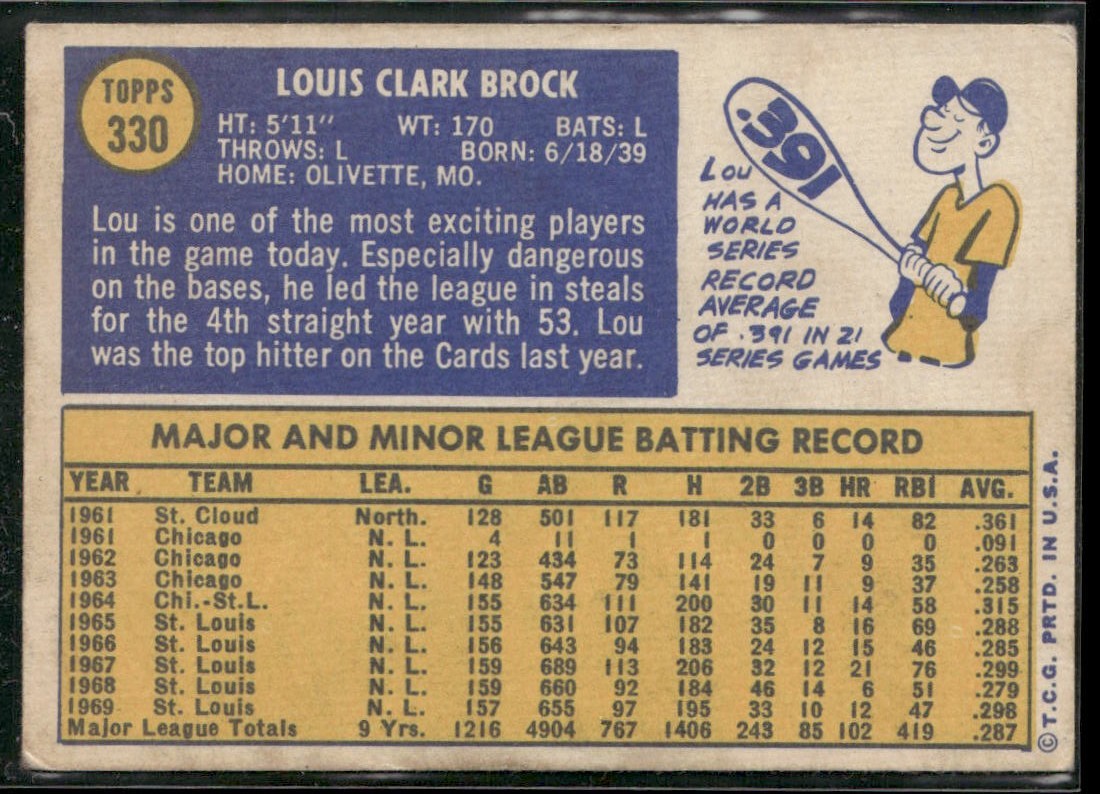 TOPPS
330
LOUIS CLARK BROCK
HT: 5'11" WT: 170 BATS: L
THROWS: L BORN: 6/18/39
HOME: OLIVETTE, MO.
Lou is one of the most exciting players
in the game today. Especially dangerous
on the bases, he led the league in steals
for the 4th straight year with 53. Lou
was the top hitter on the Cards last year.
.391
LOU
HAS A
WORLD
SERIES
RECORD
AVERAGE
OF .391 IN 21
SERIES GAMES
MAJOR AND MINOR LEAGUE BATTING RECORD
YEAR TEAM LEA. G AB R H 2B 3B HR RBI AVG.
1961 St. Cloud North. 128 501 117 181 33 6 14 82 .361
1961 Chicago N. L. 4 11 1 1 0 0 0 0 .091
1962 Chicago N. L. 123 434 73 114 24 7 9 35 .263
1963 Chicago N. L. 148 547 79 141 19 11 9 37 .258
1964 Chi.-St.L. N. L. 155 634 111 200 30 11 14 58 .315
1965 St. Louis N. L. 155 631 107 182 35 8 16 69 .288
1966 St. Louis N. L. 156 643 94 183 24 12 15 46 .285
1967 St. Louis N. L. 159 689 113 206 32 12 21 76 .299
1968 St. Louis N. L. 159 660 92 184 46 14 6 51 .279
1969 St. Louis N. L. 157 655 97 195 33 10 12 47 .298
Major League Totals 9 Yrs. 1216 4904 767 1406 243 85 102 419 .287
© T.C.G. PRTD. IN U.S.A.